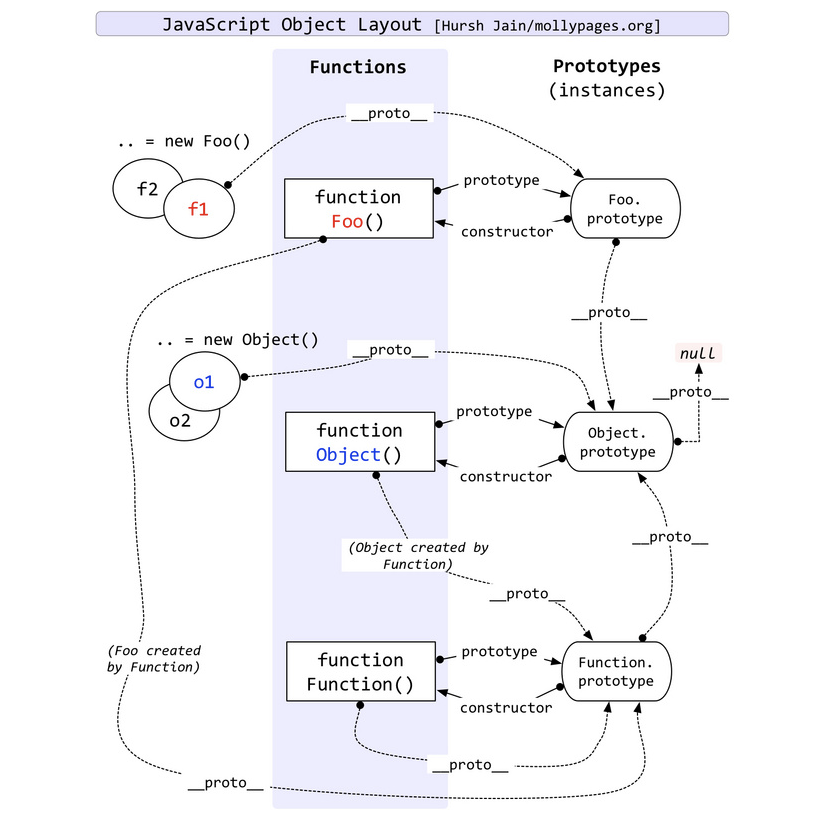 JavaScript Object Layout [Hursh Jain/mollypages.org]
Functions
Prototypes
(instances)
__proto__
.. = new Foo()
f2
f1
function
Foo()
prototype
constructor
Foo.
prototype
__proto__
.. = new Object()
__proto__
null
__proto__
o1
o2
function
Object()
prototype
constructor
Object.
prototype
__proto__
(Object created by
Function)
__proto__
(Foo created
by Function)
function
Function()
prototype
constructor
Function.
prototype
__proto__
__proto__